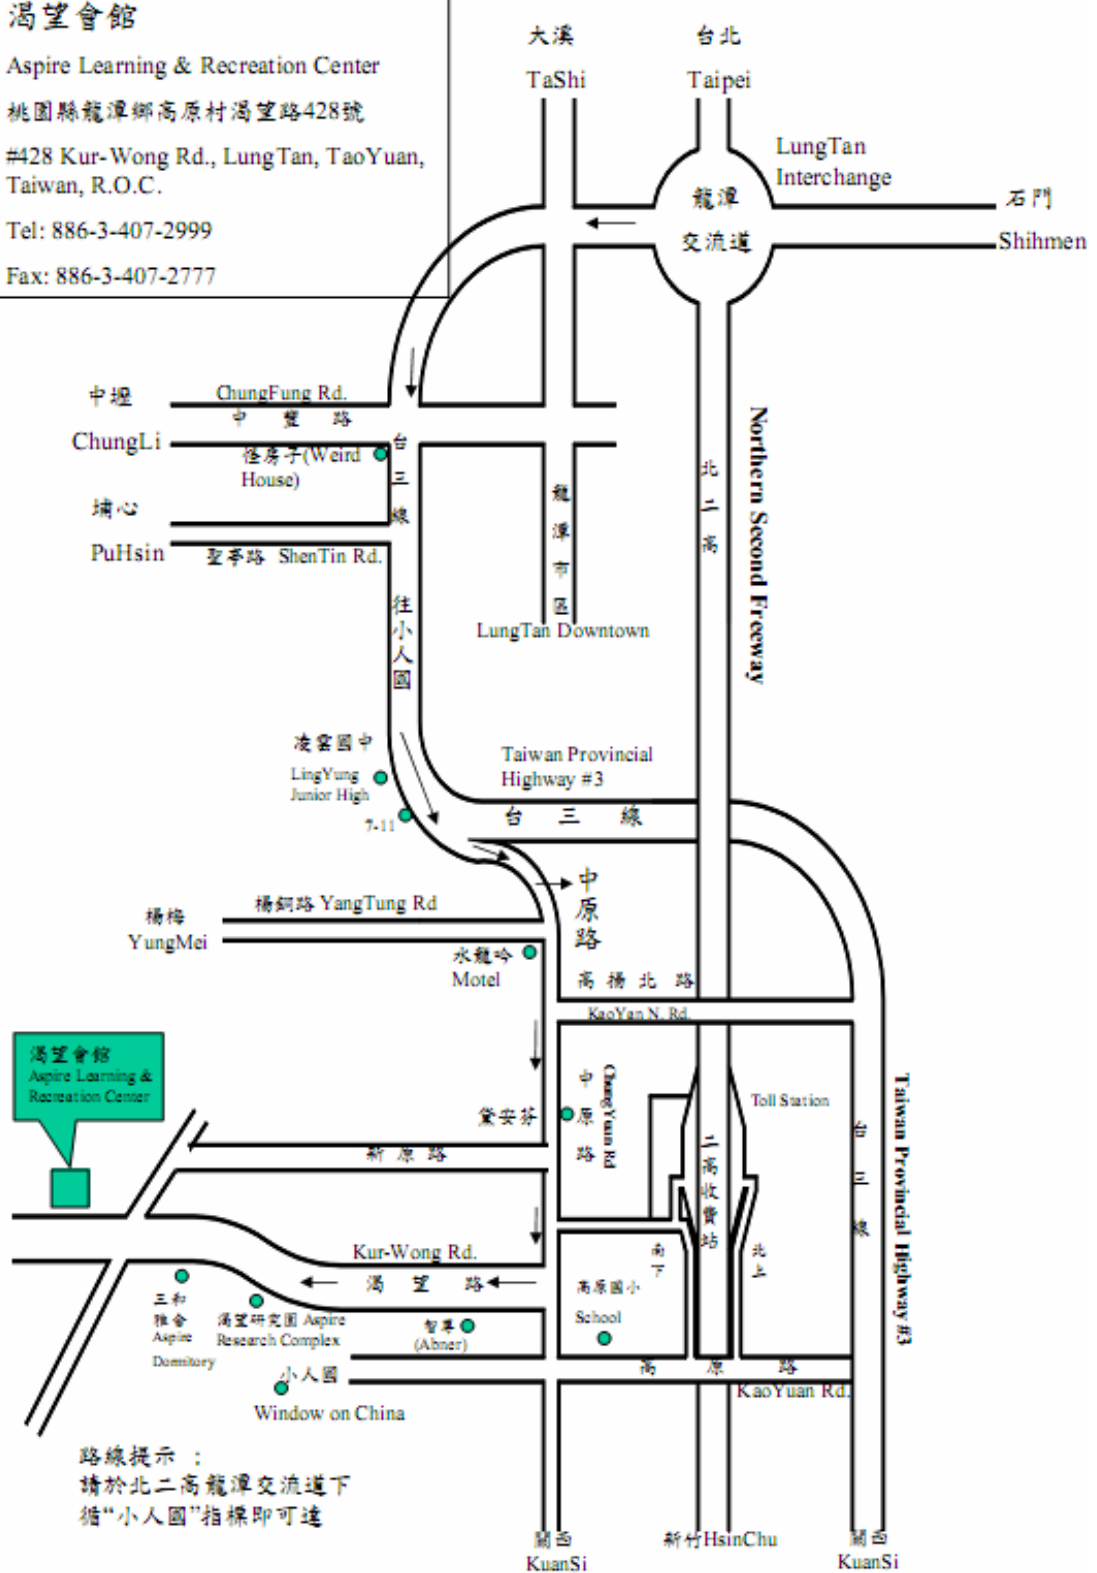 渴望會館
Aspire Learning & Recreation Center
桃園縣龍潭鄉高原村渴望路428號
#428 Kur-Wong Rd., LungTan, TaoYuan,
Taiwan, R.O.C.
Tel: 886-3-407-2999
Fax: 886-3-407-2777
大溪
TaShi
台北
Taipei
LungTan
Interchange
龍潭
交流道
石門
Shihmen
中壢
ChungLi
ChungFung Rd.
中豐路
怪房子(Weird
House)
台三線
埔心
PuHsin
聖亭路 ShenTin Rd.
往小人國
龍潭市區
LungTan Downtown
北二高
Northern Second Freeway
凌雲國中
LingYung
Junior High
7-11
Taiwan Provincial
Highway #3
台三線
中原路
楊梅
YungMei
楊銅路 YangTung Rd
水龍吟
Motel
高楊北路
KaoYan N. Rd.
渴望會館
Aspire Learning &
Recreation Center
黛安芬
中原路
ChungYuan Rd
Toll Station
二高收費站
台三線
Taiwan Provincial Highway #3
新原路
Kur-Wong Rd.
渴望路
南下
北上
高原國小
School
三和
雅舍
Aspire
Dormitory
渴望研究園 Aspire
Research Complex
智尊
(Abner)
小人國
Window on China
高原路
KaoYuan Rd.
路線提示：
請於北二高龍潭交流道下
循“小人國”指標即可達
關西
KuanSi
新竹HsinChu
關西
KuanSi